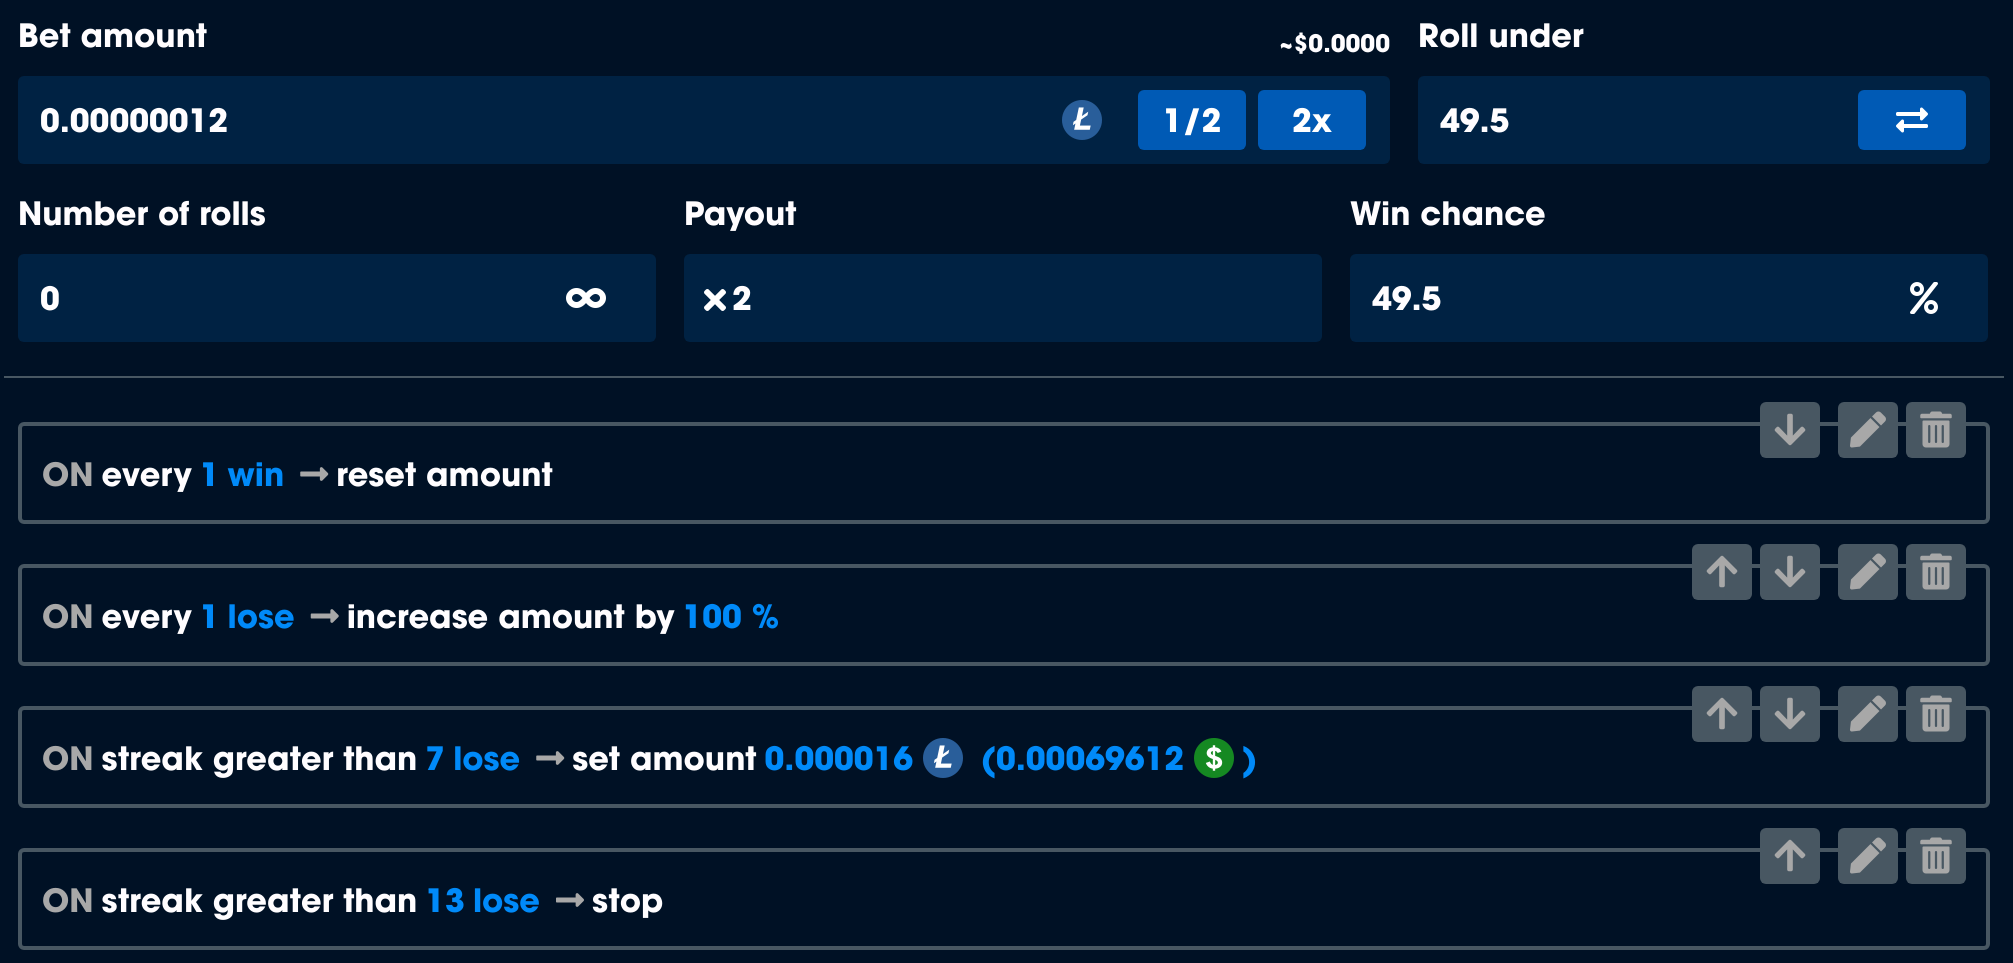 Bet amount ~$0.0000 Roll under
0.00000012 Ł 1/2 2x 49.5
Number of rolls Payout Win chance
0 ∞ ×2 49.5 %
ON every 1 win → reset amount
ON every 1 lose → increase amount by 100 %
ON streak greater than 7 lose → set amount 0.000016 Ł (0.00069612 $ )
ON streak greater than 13 lose → stop